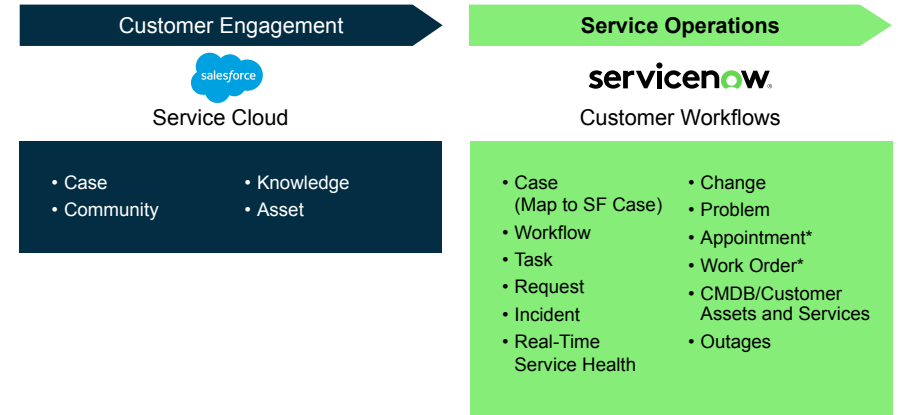 Customer Engagement
salesforce
Service Cloud
• Case
• Community
• Knowledge
• Asset
Service Operations
servicenow.
Customer Workflows
• Case
(Map to SF Case)
• Workflow
• Task
• Request
• Incident
• Real-Time
Service Health
• Change
• Problem
• Appointment*
• Work Order*
• CMDB/Customer
Assets and Services
• Outages